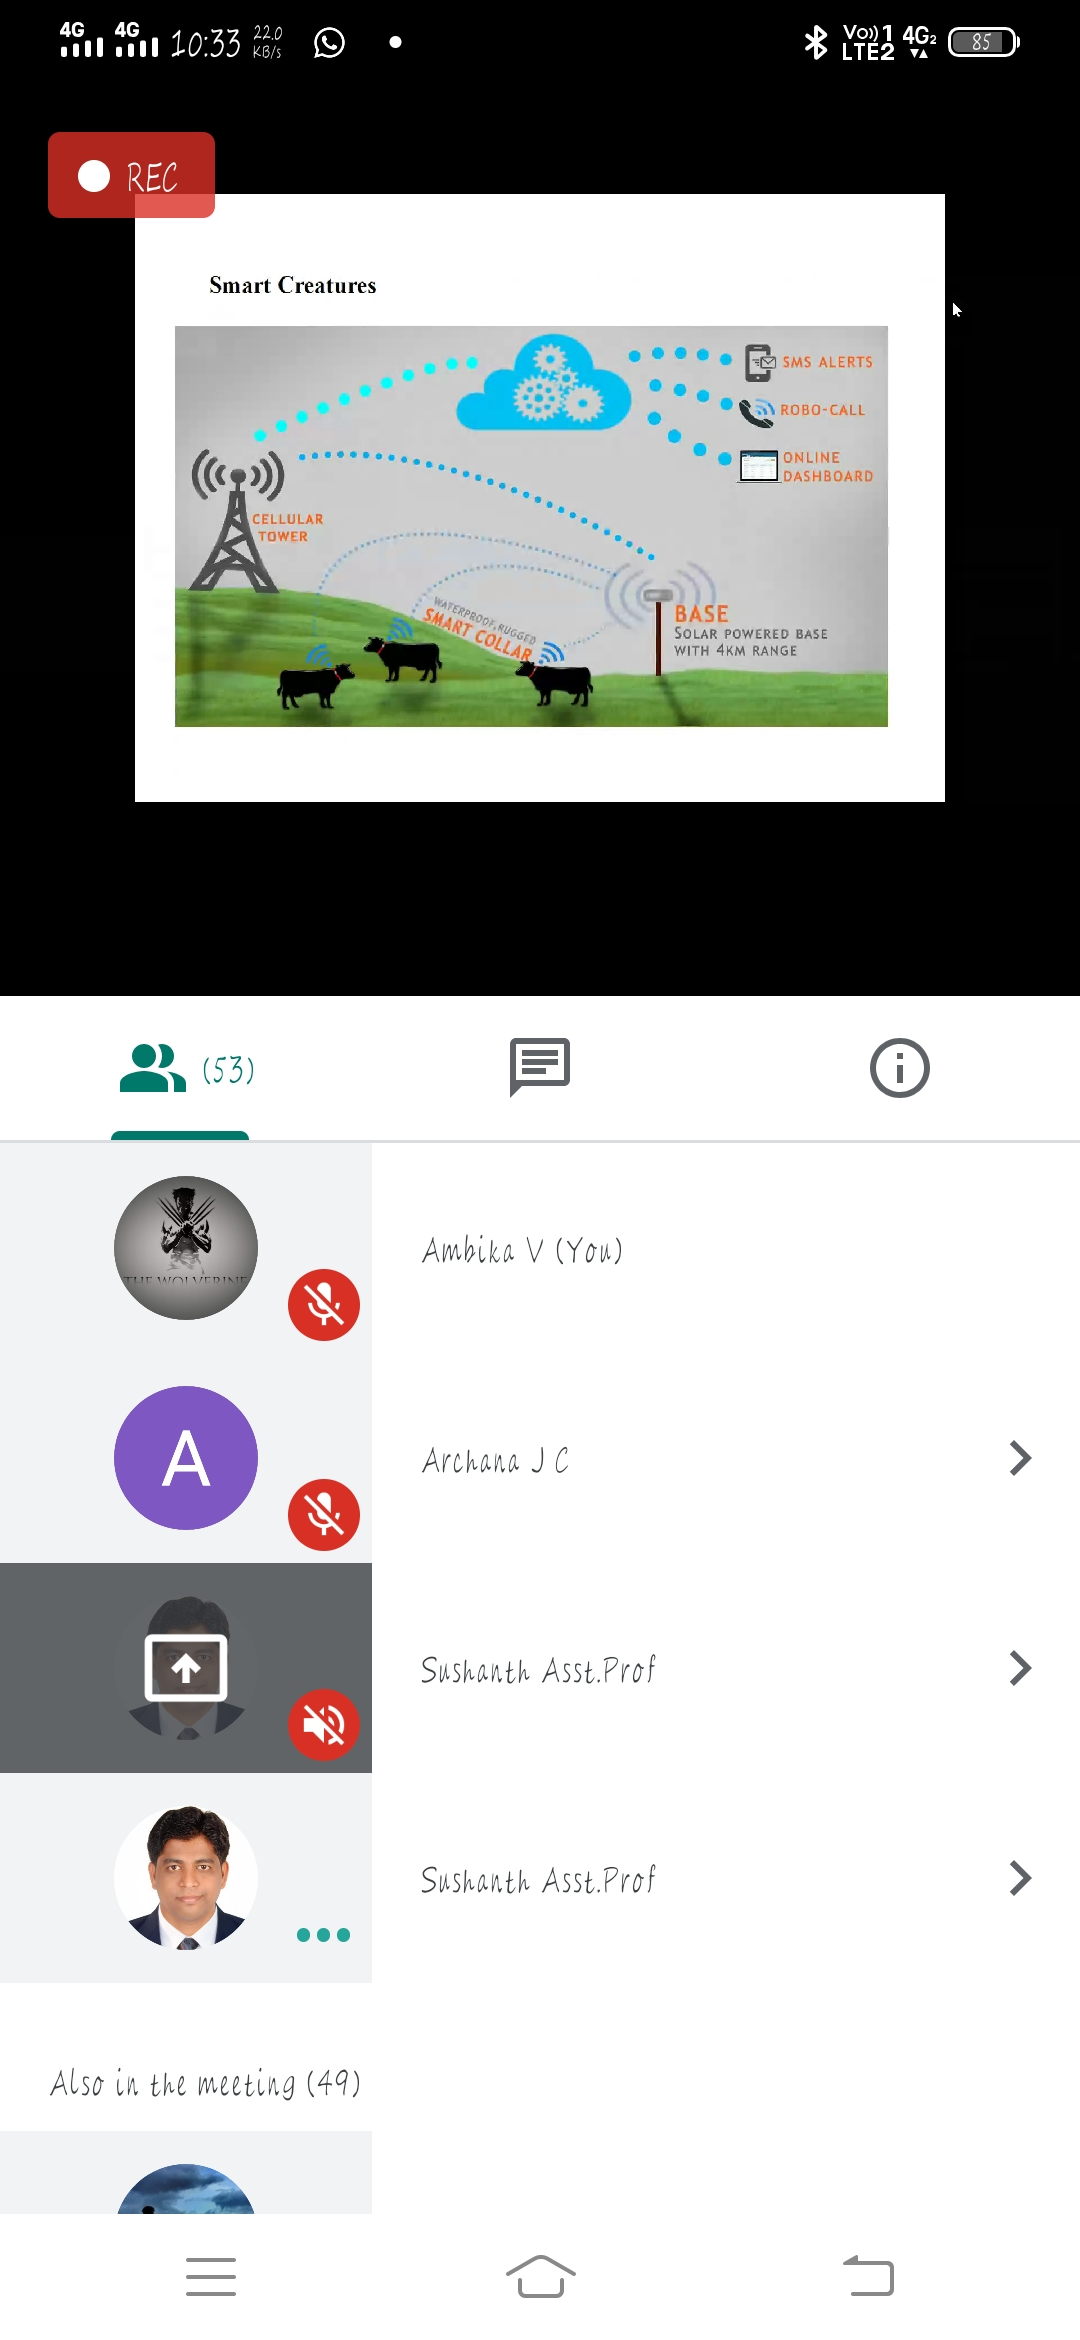 4G 4G 10:33 22.0 KB/s Vo)) 1 LTE2 4G2 85
REC
Smart Creatures
SMS ALERTS
ROBO-CALL
ONLINE
DASHBOARD
CELLULAR
TOWER
WATERPROOF, RUGGED
SMART COLLAR
BASE
SOLAR POWERED BASE
WITH 4KM RANGE
(53)
THE WOLVERINE
Ambika V (You)
A
Archana J C
Sushanth Asst.Prof
Sushanth Asst.Prof
Also in the meeting (49)